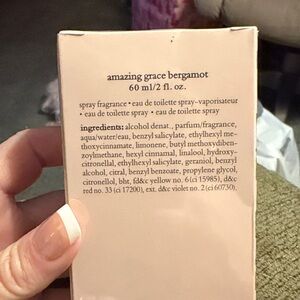 amazing grace bergamot
60 ml/2 fl. oz.
spray fragrance • eau de toilette spray-vaporisateur
• eau de toilette spray • eau de toilette spray
ingredients: alcohol denat., parfum/fragrance,
aqua/water/eau, benzyl salicylate, ethylhexyl me-
thoxycinnamate, limonene, butyl methoxydiben-
zoylmethane, hexyl cinnamal, linalool, hydroxy-
citronellal, ethylhexyl salicylate, geraniol, benzyl
alcohol, citral, benzyl benzoate, propylene glycol,
citronellol, bht, fd&c yellow no. 6 (ci 15985), d&c
red no. 33 (ci 17200), ext. d&c violet no. 2 (ci 60730).